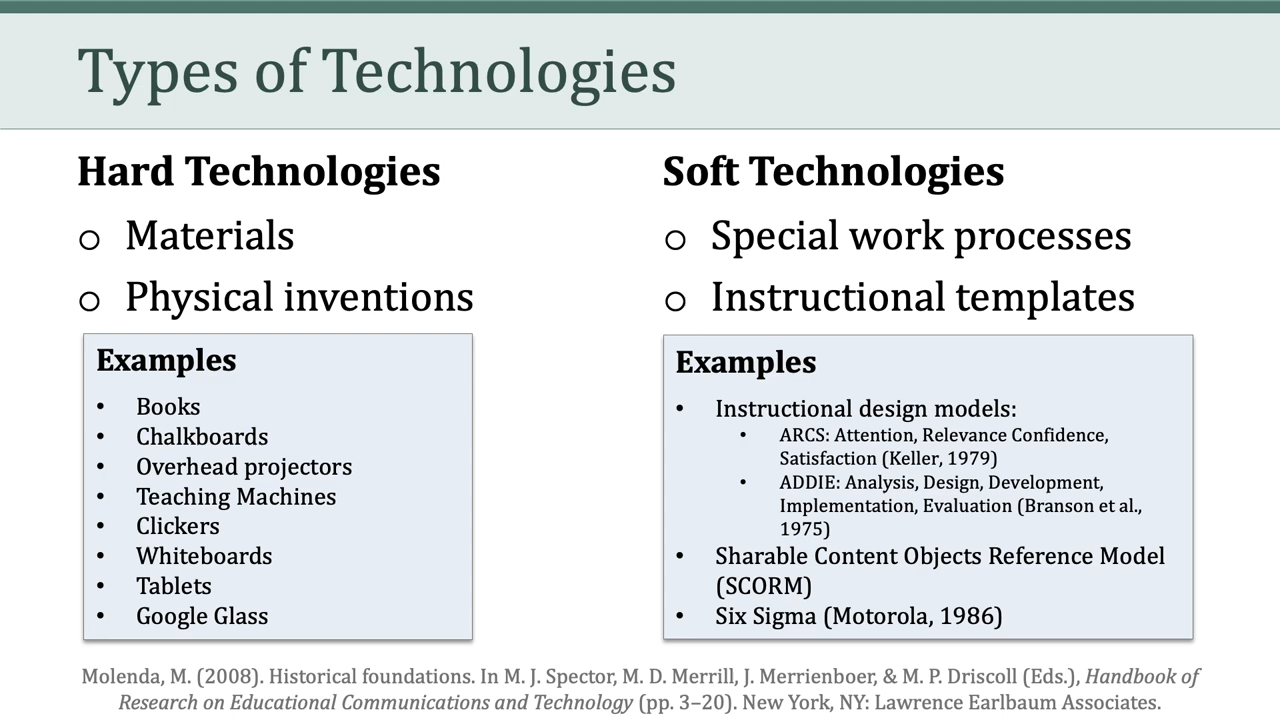 Types of Technologies
Hard Technologies
o Materials
o Physical inventions
Examples
• Books
• Chalkboards
• Overhead projectors
• Teaching Machines
• Clickers
• Whiteboards
• Tablets
• Google Glass
Soft Technologies
o Special work processes
o Instructional templates
Examples
• Instructional design models:
• ARCS: Attention, Relevance Confidence,
Satisfaction (Keller, 1979)
• ADDIE: Analysis, Design, Development,
Implementation, Evaluation (Branson et al.,
1975)
• Sharable Content Objects Reference Model
(SCORM)
• Six Sigma (Motorola, 1986)
Molenda, M. (2008). Historical foundations. In M. J. Spector, M. D. Merrill, J. Merrienboer, & M. P. Driscoll (Eds.), Handbook of
Research on Educational Communications and Technology (pp. 3–20). New York, NY: Lawrence Earlbaum Associates.